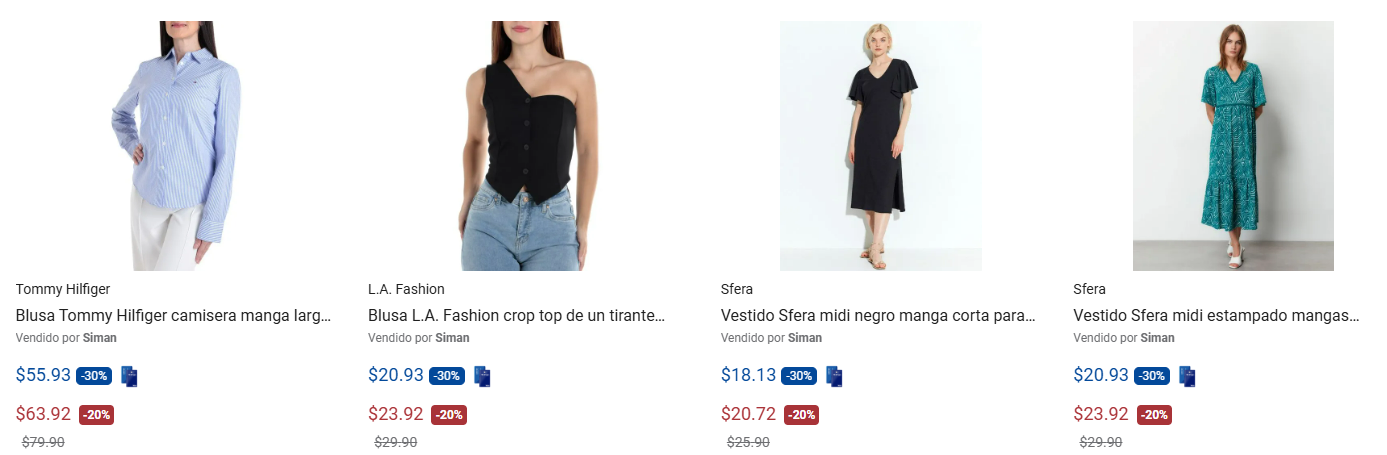 Tommy Hilfiger
Blusa Tommy Hilfiger camisera manga larg...
Vendido por Siman
$55.93 -30%
$63.92 -20%
$79.90
L.A. Fashion
Blusa L.A. Fashion crop top de un tirante...
Vendido por Siman
$20.93 -30%
$23.92 -20%
$29.90
Sfera
Vestido Sfera midi negro manga corta para...
Vendido por Siman
$18.13 -30%
$20.72 -20%
$25.90
Sfera
Vestido Sfera midi estampado mangas...
Vendido por Siman
$20.93 -30%
$23.92 -20%
$29.90